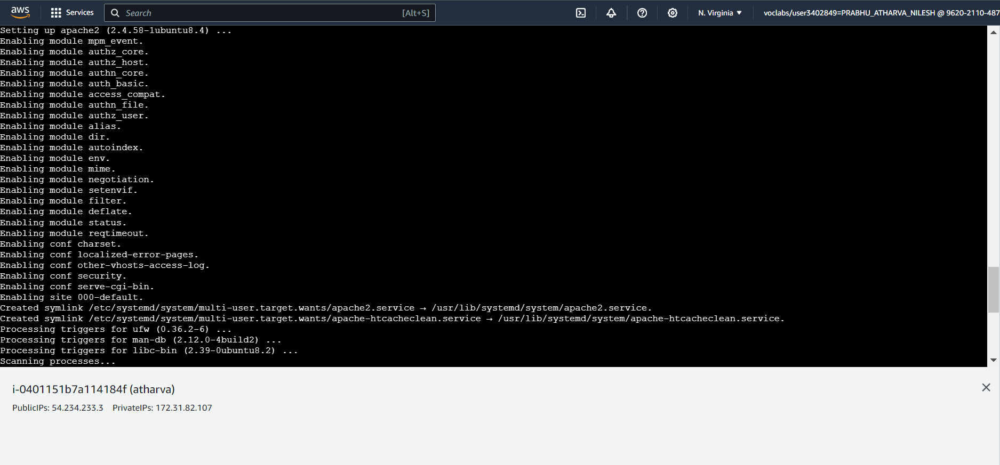 aws Services Search [Alt+S] N. Virginia voclabs/user3402849=PRABHU_ATHARVA_NILESH @ 9620-2110-487
Setting up apache2 (2.4.58-1ubuntu8.4) ...
Enabling module mpm_event.
Enabling module authz_core.
Enabling module authz_host.
Enabling module authn_core.
Enabling module auth_basic.
Enabling module access_compat.
Enabling module authn_file.
Enabling module authz_user.
Enabling module alias.
Enabling module dir.
Enabling module autoindex.
Enabling module env.
Enabling module mime.
Enabling module negotiation.
Enabling module setenvif.
Enabling module filter.
Enabling module deflate.
Enabling module status.
Enabling module reqtimeout.
Enabling conf charset.
Enabling conf localized-error-pages.
Enabling conf other-vhosts-access-log.
Enabling conf security.
Enabling conf serve-cgi-bin.
Enabling site 000-default.
Created symlink /etc/systemd/system/multi-user.target.wants/apache2.service → /usr/lib/systemd/system/apache2.service.
Created symlink /etc/systemd/system/multi-user.target.wants/apache-htcacheclean.service → /usr/lib/systemd/system/apache-htcacheclean.service.
Processing triggers for ufw (0.36.2-6) ...
Processing triggers for man-db (2.12.0-4build2) ...
Processing triggers for libc-bin (2.39-0ubuntu8.2) ...
Scanning processes...
i-0401151b7a114184f (atharva)
PublicIPs: 54.234.233.3 PrivateIPs: 172.31.82.107